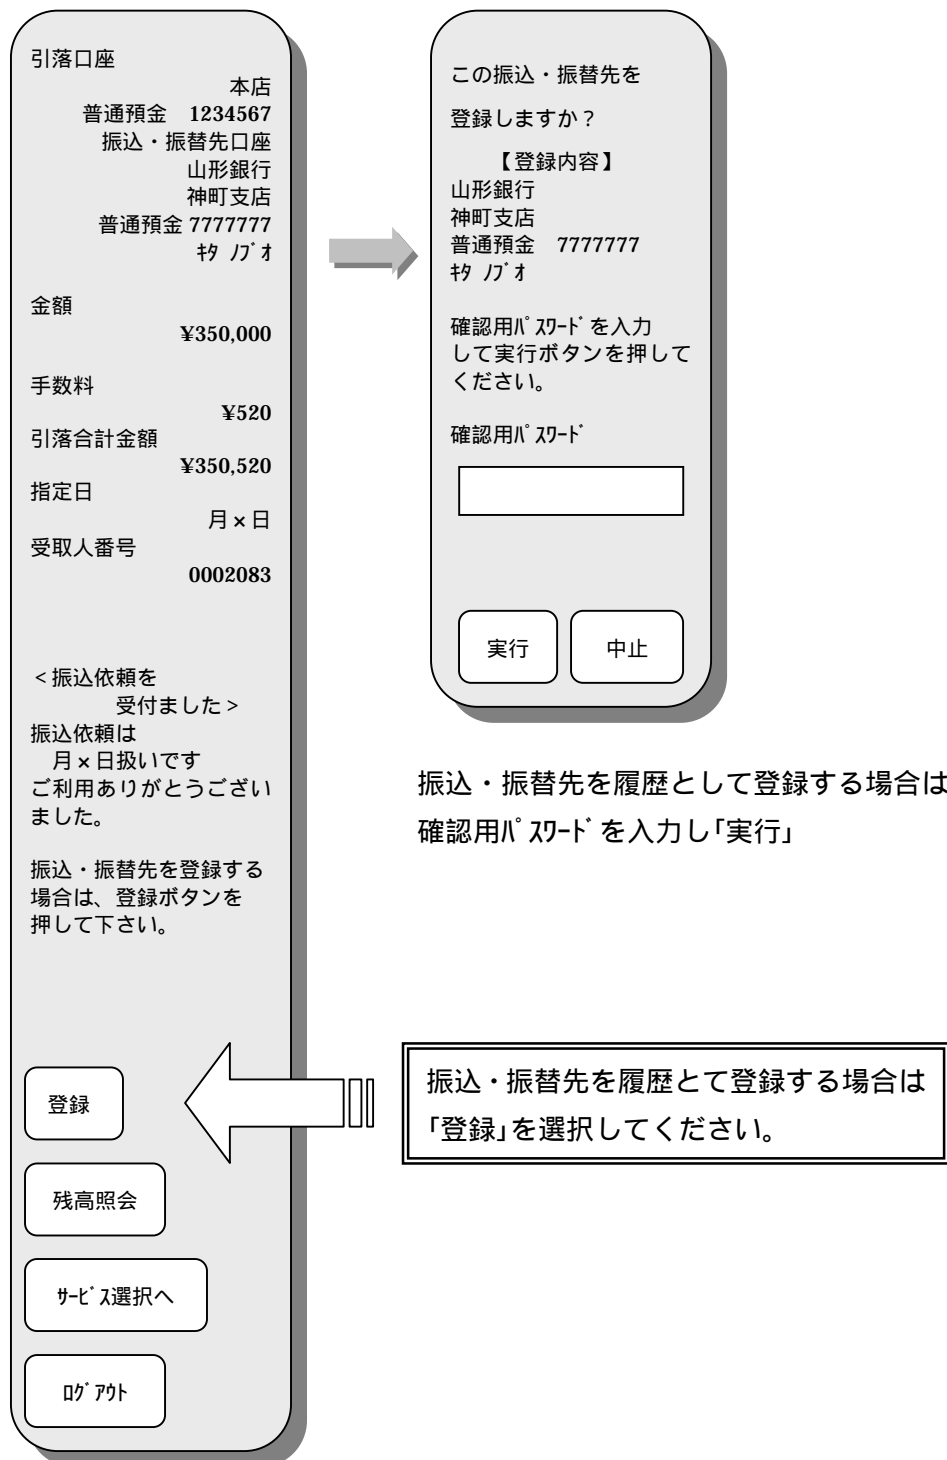 引落口座
本店
普通預金　1234567
振込・振替先口座
山形銀行
神町支店
普通預金 7777777
ｷﾀ ﾉﾌﾞｵ
金額
¥350,000
手数料
¥520
引落合計金額
¥350,520
指定日
月×日
受取人番号
0002083
<振込依頼を
受付ました>
振込依頼は
月×日扱いです
ご利用ありがとうござい
ました。
振込・振替先を登録する
場合は、登録ボタンを
押して下さい。
登録
残高照会
ｻｰﾋﾞｽ選択へ
ﾛｸﾞｱｳﾄ
この振込・振替先を
登録しますか？
【登録内容】
山形銀行
神町支店
普通預金　7777777
ｷﾀ ﾉﾌﾞｵ
確認用ﾊﾟｽﾜｰﾄﾞを入力
して実行ボタンを押して
ください。
確認用ﾊﾟｽﾜｰﾄﾞ
実行
中止
振込・振替先を履歴として登録する場合は
確認用ﾊﾟｽﾜｰﾄﾞを入力し「実行」
振込・振替先を履歴とて登録する場合は
「登録」を選択してください。